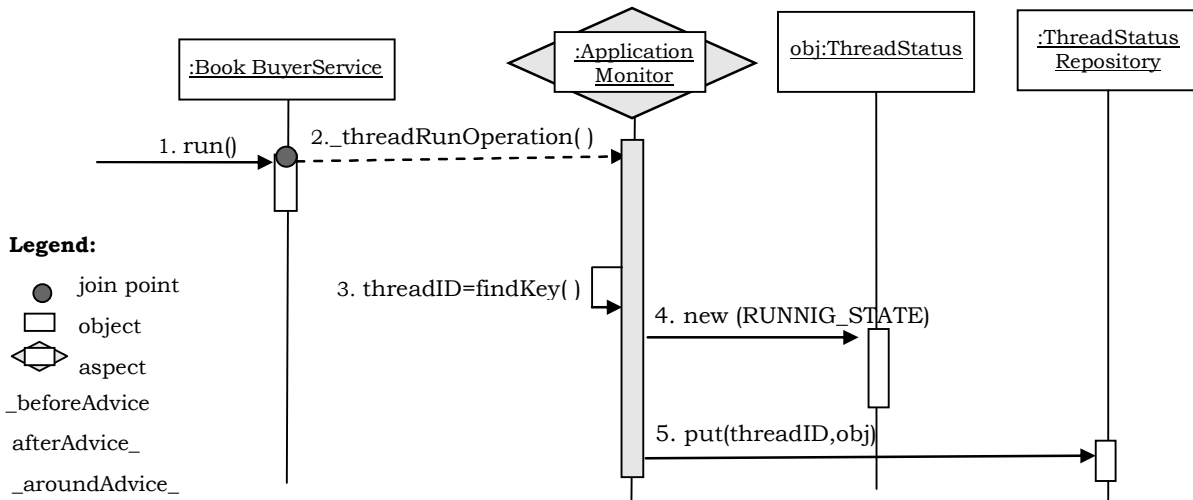 :Book BuyerService
:Application
Monitor
obj:ThreadStatus
:ThreadStatus
Repository
1. run()
2._threadRunOperation( )
3. threadID=findKey( )
4. new (RUNNIG_STATE)
5. put(threadID,obj)
Legend:
join point
object
aspect
_beforeAdvice
afterAdvice_
_aroundAdvice_